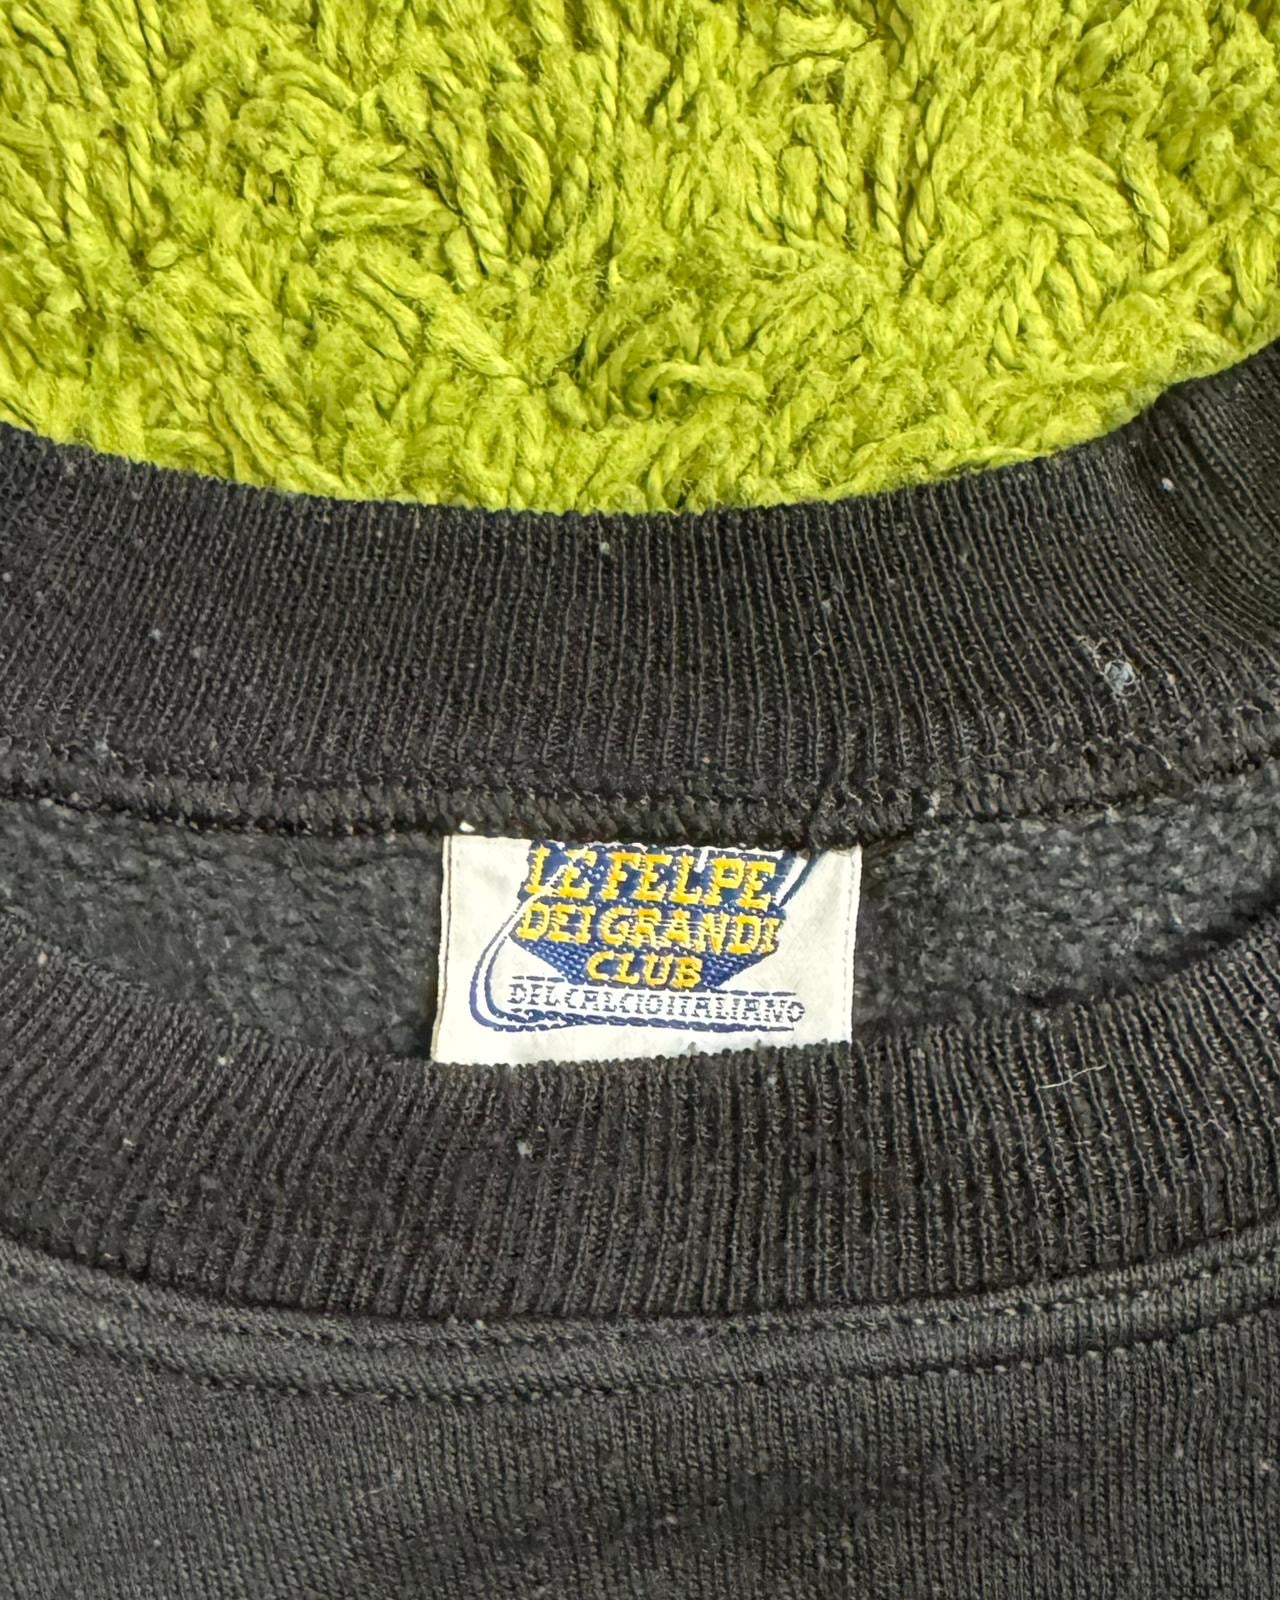 LE FELPE
DEI GRANDI
CLUB
DEL CALCIO ITALIANO